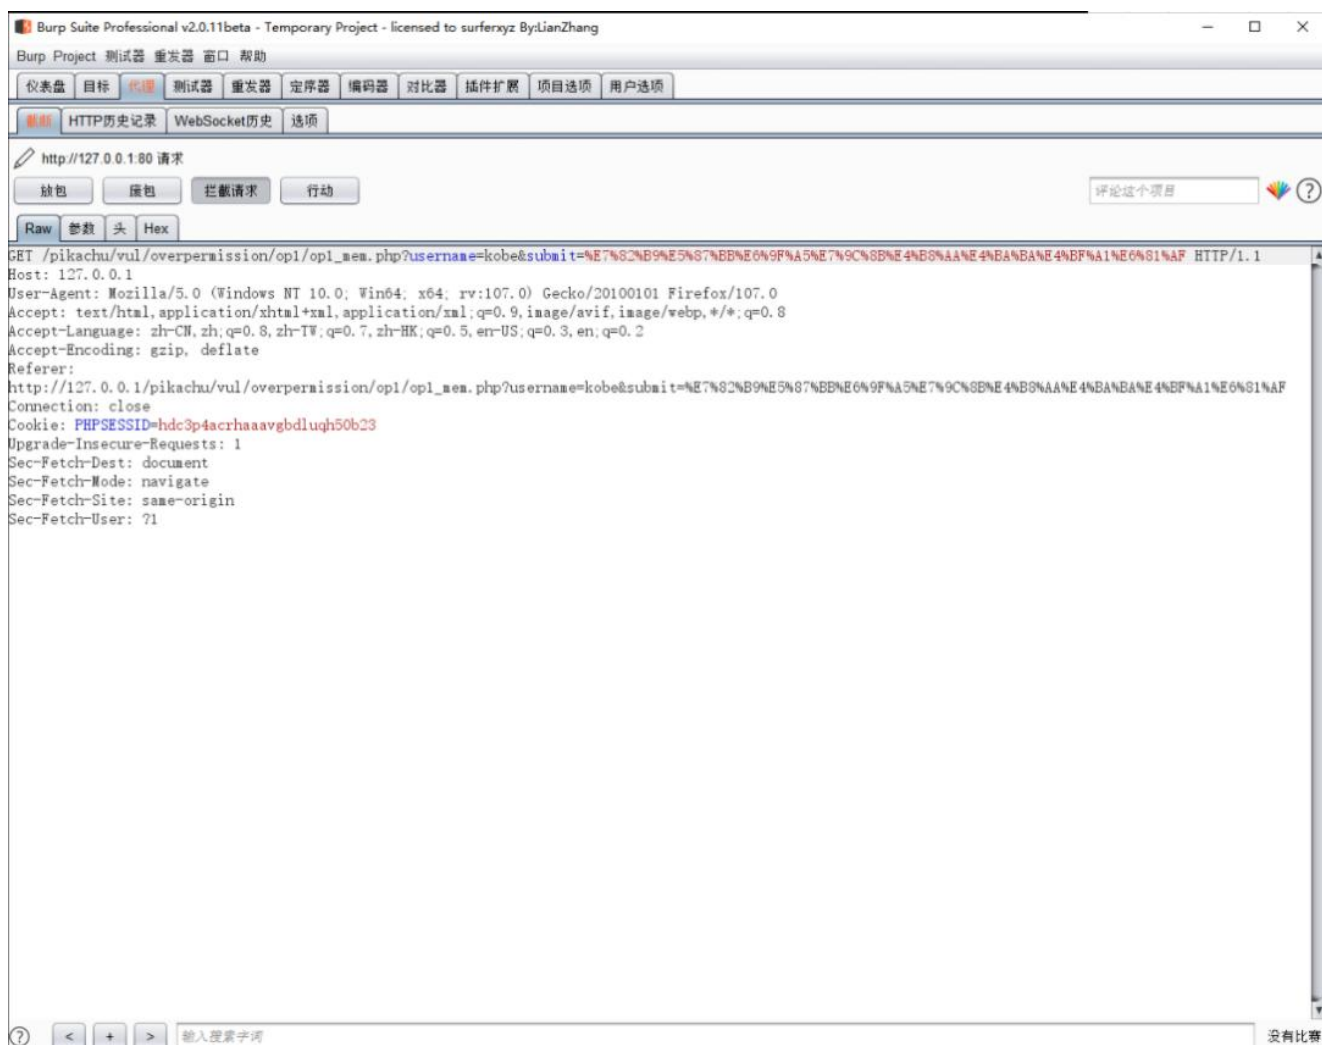 Burp Suite Professional v2.0.11beta - Temporary Project - licensed to surferxyz By:LianZhang
Burp Project 测试器 重发器 窗口 帮助
仪表盘 目标 代理 测试器 重发器 定序器 编码器 对比器 插件扩展 项目选项 用户选项
截断 HTTP历史记录 WebSocket历史 选项
http://127.0.0.1:80 请求
放包 废包 拦截请求 行动 评论这个项目
Raw 参数 头 Hex
GET /pikachu/vul/overpermission/op1/op1_mem.php?username=kobe&submit=%E7%82%B9%E5%87%BB%E6%9F%A5%E7%9C%8B%E4%B8%AA%E4%BA%BA%E4%BF%A1%E6%81%AF HTTP/1.1
Host: 127.0.0.1
User-Agent: Mozilla/5.0 (Windows NT 10.0; Win64; x64; rv:107.0) Gecko/20100101 Firefox/107.0
Accept: text/html,application/xhtml+xml,application/xml;q=0.9,image/avif,image/webp,*/*;q=0.8
Accept-Language: zh-CN,zh;q=0.8,zh-TW;q=0.7,zh-HK;q=0.5,en-US;q=0.3,en;q=0.2
Accept-Encoding: gzip, deflate
Referer:
http://127.0.0.1/pikachu/vul/overpermission/op1/op1_mem.php?username=kobe&submit=%E7%82%B9%E5%87%BB%E6%9F%A5%E7%9C%8B%E4%B8%AA%E4%BA%BA%E4%BF%A1%E6%81%AF
Connection: close
Cookie: PHPSESSID=hdc3p4acrhaaavgbdluqh50b23
Upgrade-Insecure-Requests: 1
Sec-Fetch-Dest: document
Sec-Fetch-Mode: navigate
Sec-Fetch-Site: same-origin
Sec-Fetch-User: ?1
? < + > 输入搜索字词 没有比赛